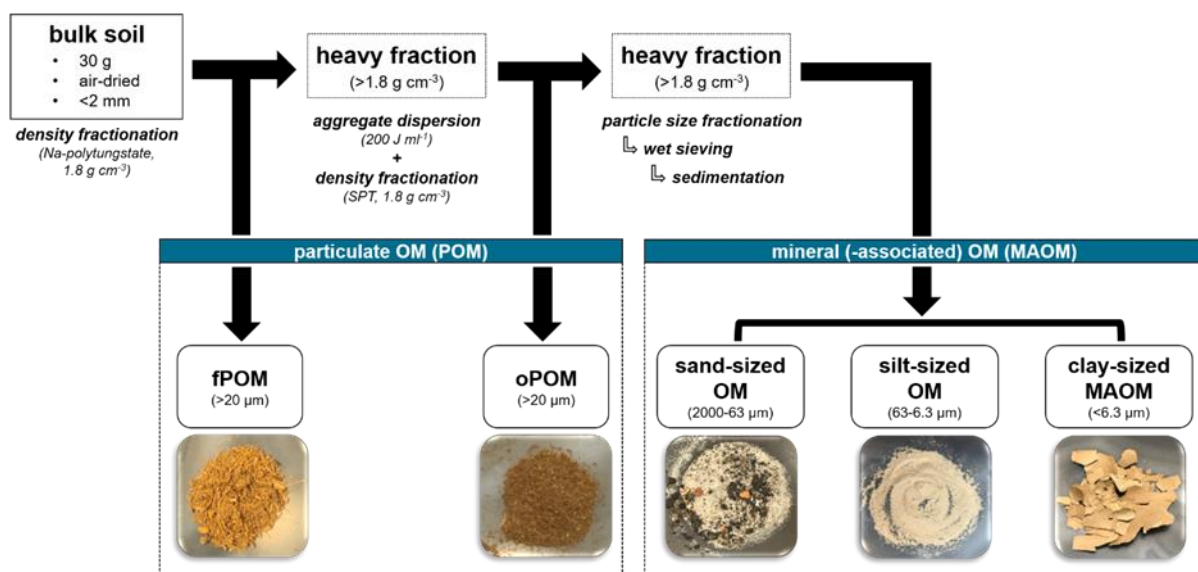 bulk soil
• 30 g
• air-dried
• <2 mm
density fractionation
(Na-polytungstate,
1.8 g cm⁻³)
heavy fraction
(>1.8 g cm⁻³)
aggregate dispersion
(200 J ml⁻¹)
+
density fractionation
(SPT, 1.8 g cm⁻³)
heavy fraction
(>1.8 g cm⁻³)
particle size fractionation
wet sieving
sedimentation
particulate OM (POM)
mineral (-associated) OM (MAOM)
fPOM
(>20 µm)
oPOM
(>20 µm)
sand-sized
OM
(2000-63 µm)
silt-sized
OM
(63-6.3 µm)
clay-sized
MAOM
(<6.3 µm)